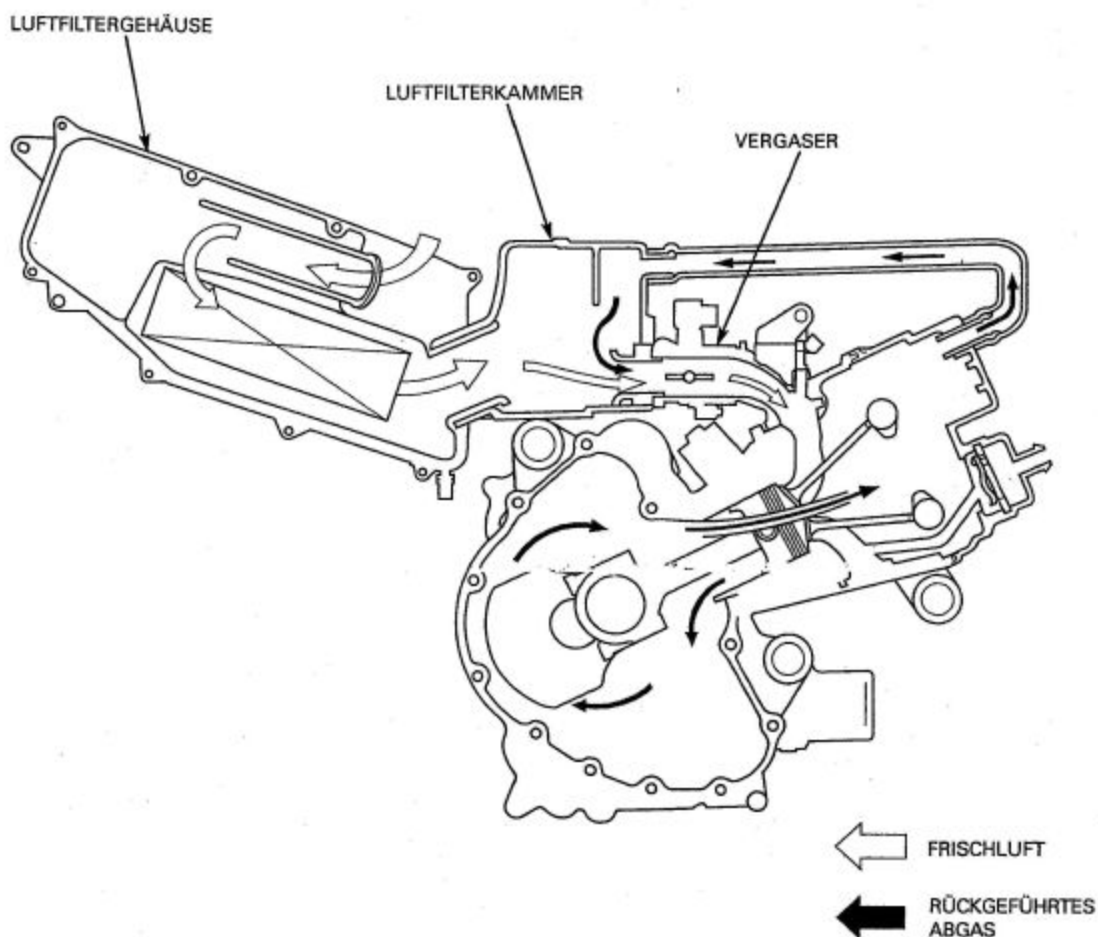 LUFTFILTERGEHÄUSE
LUFTFILTERKAMMER
VERGASER
FRISCHLUFT
RÜCKGEFÜHRTES
ABGAS